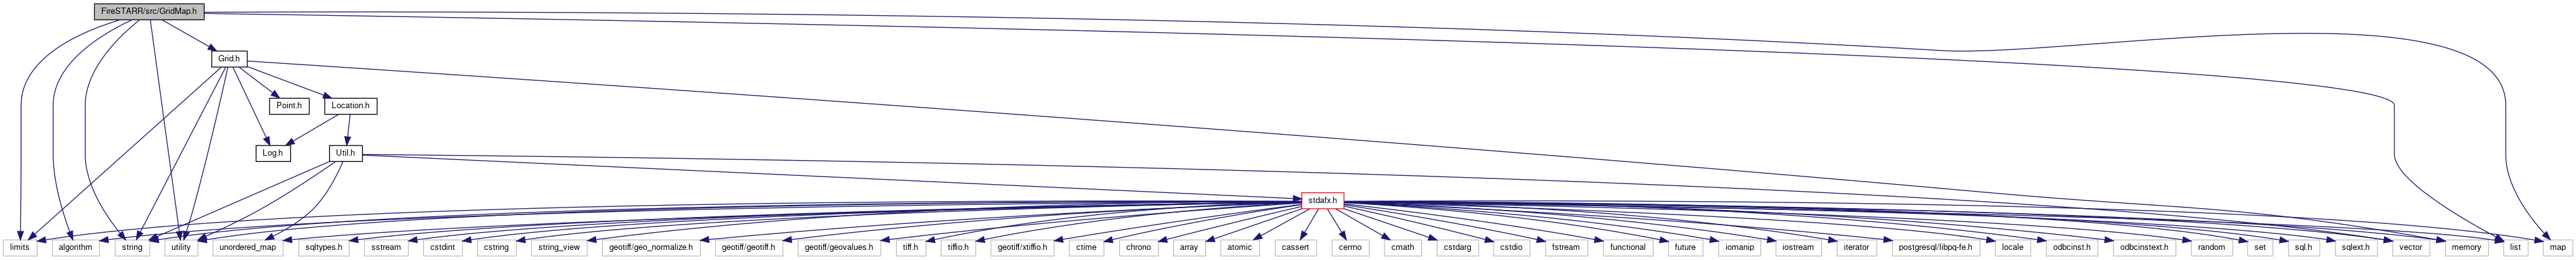 FireSTARR/src/GridMap.h
Grid.h
Point.h
Location.h
Log.h
Util.h
stdafx.h
limits
algorithm
string
utility
unordered_map
sqltypes.h
sstream
cstdint
cstring
string_view
geotiff/geo_normalize.h
geotiff/geotiff.h
geotiff/geovalues.h
tiff.h
tiffio.h
geotiff/xtiffio.h
ctime
chrono
array
atomic
cassert
cerrno
cmath
cstdarg
cstdio
fstream
functional
future
iomanip
iostream
iterator
postgresql/libpq-fe.h
locale
odbcinst.h
odbcinstext.h
random
set
sql.h
sqlext.h
vector
memory
list
map